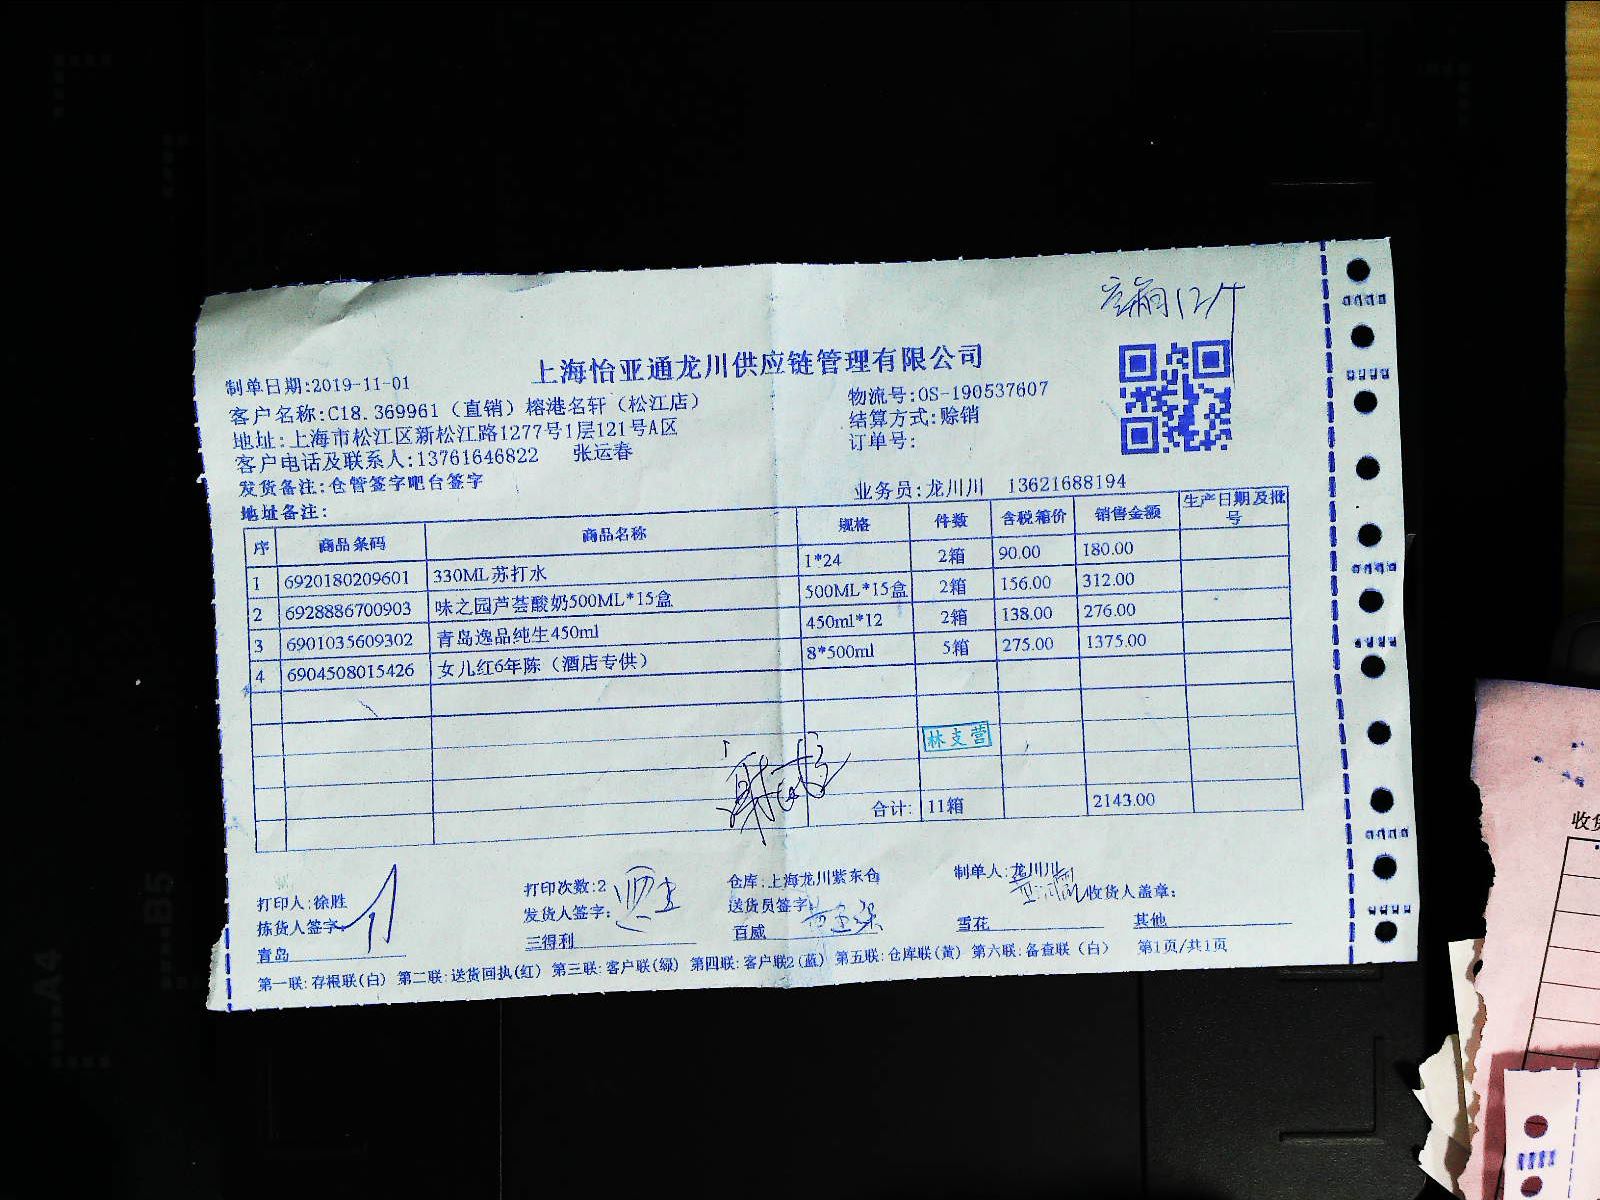 12/4
上海怡亚通龙川供应链管理有限公司
制单日期:2019-11-01
物流号:OS-190537607
客户名称:C18.369961（直销）榕港名轩（松江店）
结算方式:赊销
地址:上海市松江区新松江路1277号1层121号A区
订单号:
客户电话及联系人:13761646822 张运春
发货备注:仓管签字吧台签字
业务员:龙川川 13621688194
地址备注:
序 商品条码 商品名称 规格 件数 含税箱价 销售金额 生产日期及批号
1 6920180209601 330ML苏打水 1*24 2箱 90.00 180.00
2 6928886700903 味之园芦荟酸奶500ML*15盒 500ML*15盒 2箱 156.00 312.00
3 6901035609302 青岛逸品纯生450ml 450ml*12 2箱 138.00 276.00
4 6904508015426 女儿红6年陈（酒店专供） 8*500ml 5箱 275.00 1375.00
林支营
合计: 11箱 2143.00
打印人:徐胜 打印次数:2 仓库:上海龙川紫东仓 制单人:龙川川
拣货人签字: 发货人签字: 送货员签字: 收货人盖章:
青岛 三得利 百威 雪花 其他
第一联:存根联(白) 第二联:送货回执(红) 第三联:客户联(绿) 第四联:客户联2(蓝) 第五联:仓库联(黄) 第六联:备查联（白） 第1页/共1页
收货